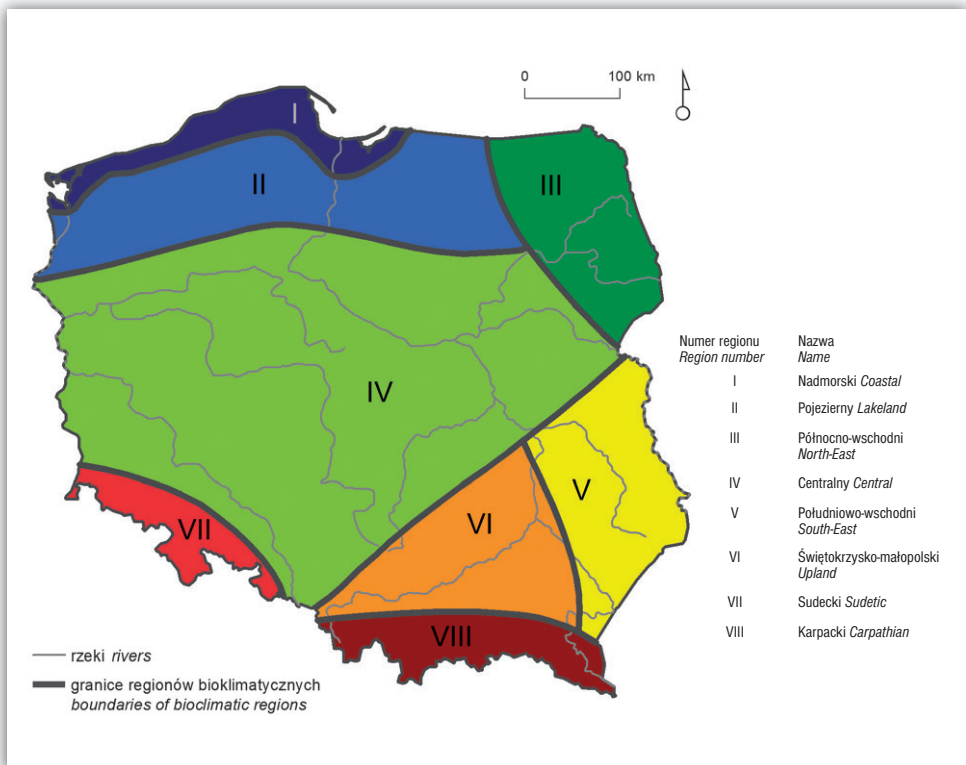 0 100 km
I
II
III
IV
V
VI
VII
VIII
Numer regionu Nazwa
Region number Name
I Nadmorski Coastal
II Pojezierny Lakeland
III Północno-wschodni
North-East
IV Centralny Central
V Południowo-wschodni
South-East
VI Świętokrzysko-małopolski
Upland
VII Sudecki Sudetic
VIII Karpacki Carpathian
rzeki rivers
granice regionów bioklimatycznych
boundaries of bioclimatic regions